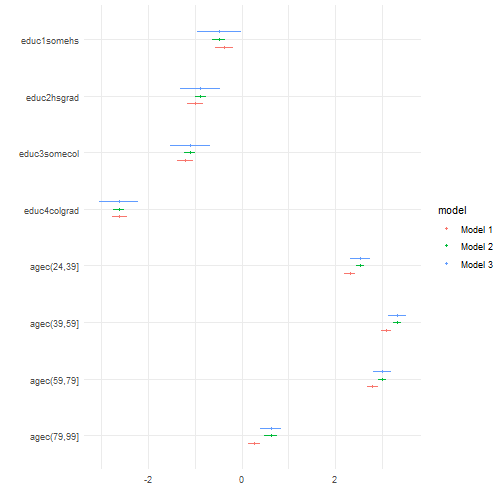 educ1somehs
educ2hsgrad
educ3somecol
educ4colgrad
agec(24,39]
agec(39,59]
agec(59,79]
agec(79,99]
-2
0
2
model
Model 1
Model 2
Model 3